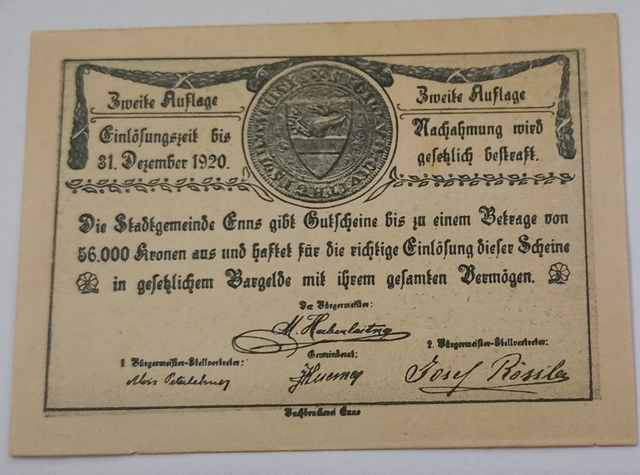 Zweite Auflage
Einlösungszeit bis
31. Dezember 1920.
Zweite Auflage
Nachahmung wird
gesetzlich bestraft.
Die Stadtgemeinde Enns gibt Gutscheine bis zu einem Betrage von
56.000 Kronen aus und haftet für die richtige Einlösung dieser Scheine
in gesetzlichem Bargelde mit ihrem gesamten Vermögen.
Der Bürgermeister:
1. Bürgermeister-Stellvertreter:
Gemeinderat:
2. Bürgermeister-Stellvertreter:
Josef Rössler
Buchdruckerei Enns